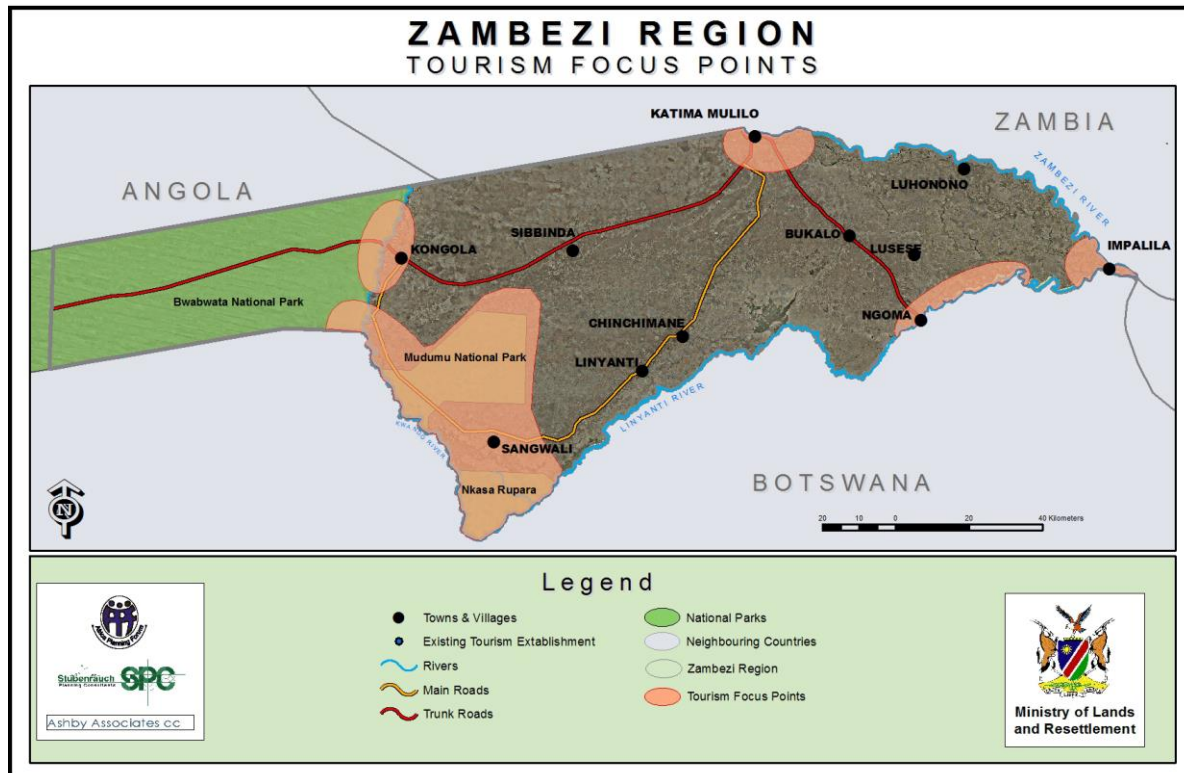 ZAMBEZI REGION
TOURISM FOCUS POINTS
KATIMA MULILO
ZAMBIA
ANGOLA
ZAMBEZI RIVER
LUHONONO
KONGOLA
SIBBINDA
BUKALO
LUSESE
IMPALILA
Bwabwata National Park
NGOMA
CHINCHIMANE
Mudumu National Park
LINYANTI
LINYANTI RIVER
RIVER
SANGWALI
BOTSWANA
Nkasa Rupara
N
20 10 0 20 40 Kilometers
Legend
Towns & Villages
Existing Tourism Extablishment
Rivers
Main Roads
Trunk Roads
National Parks
Neighbouring Countries
Zambezi Region
Tourism Focus Points
Stubenrauch
Planning Consultants
SPC
Ashby Associates cc
Ministry of Lands
and Resettlement